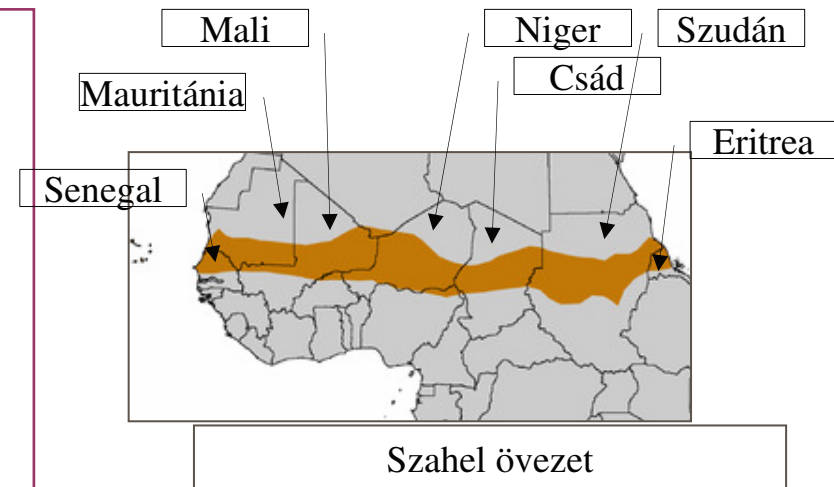 Mali
Niger
Szudán
Csád
Mauritánia
Eritrea
Senegal
Szahel övezet